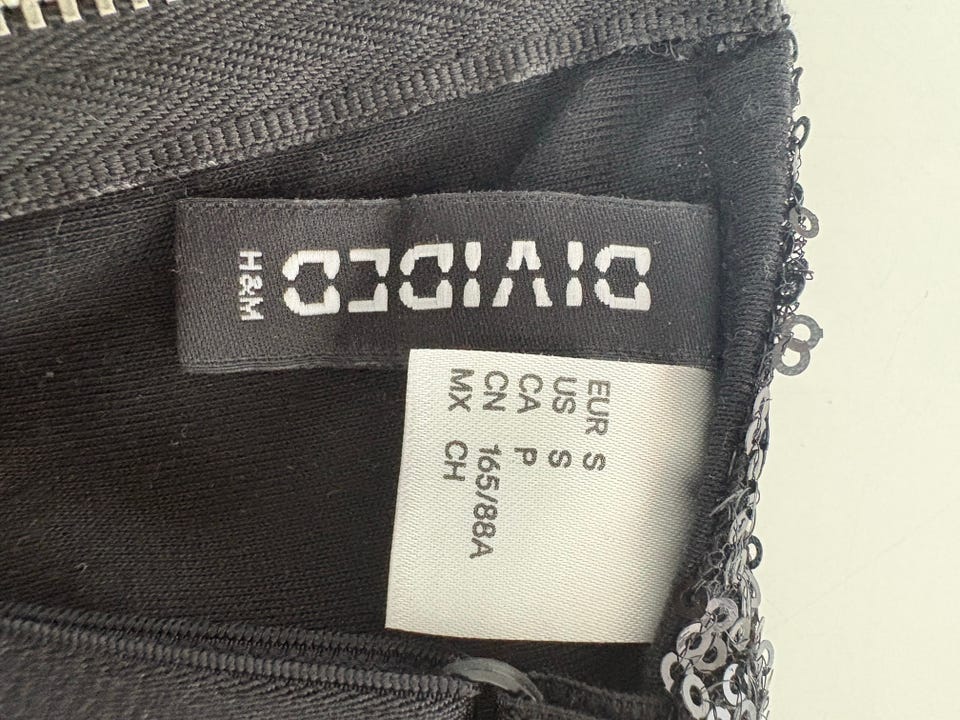 DIVIDED
H&M
EUR S
US S
CA P
CN 165/88A
MX CH